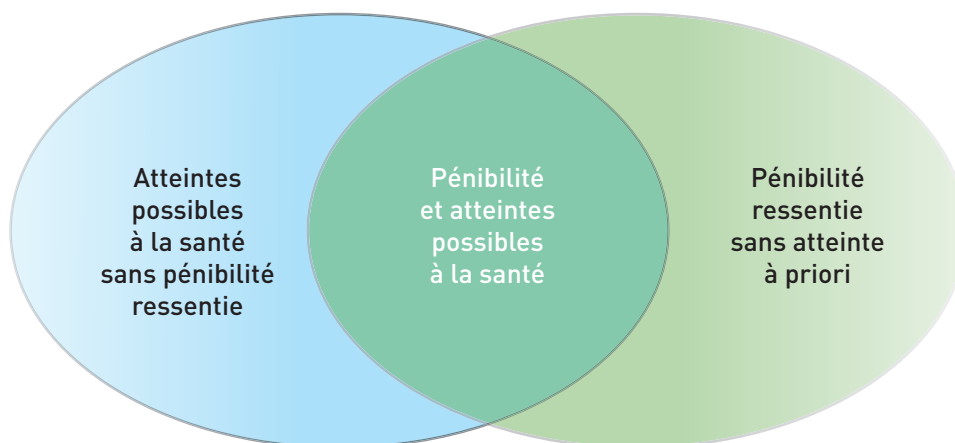 Atteintes
possibles
à la santé
sans pénibilité
ressentie
Pénibilité
et atteintes
possibles
à la santé
Pénibilité
ressentie
sans atteinte
à priori